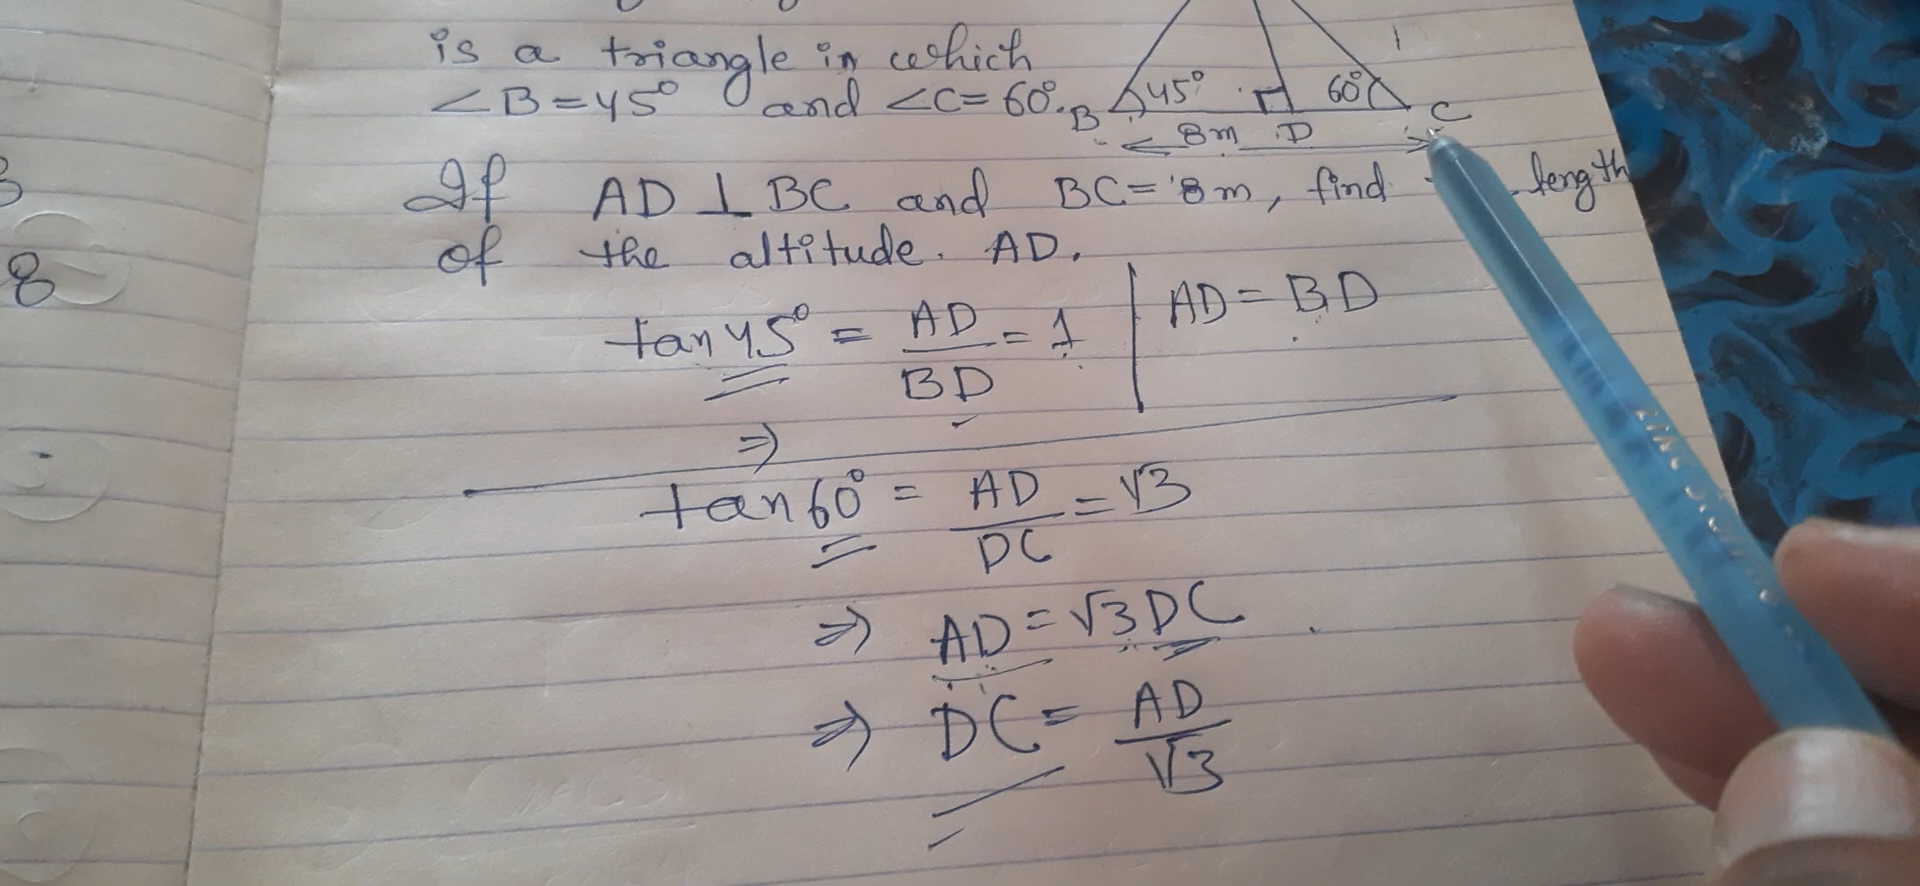 is a triangle in which
∠B=45° and ∠C=60°.
45° 60°
B C
8m D
If AD ⊥ BC and BC = 8m, find length
of the altitude. AD.
tan 45° = AD/BD = 1 | AD = BD
⇒
tan 60° = AD/DC = √3
⇒ AD = √3 DC
⇒ DC = AD/√3
8